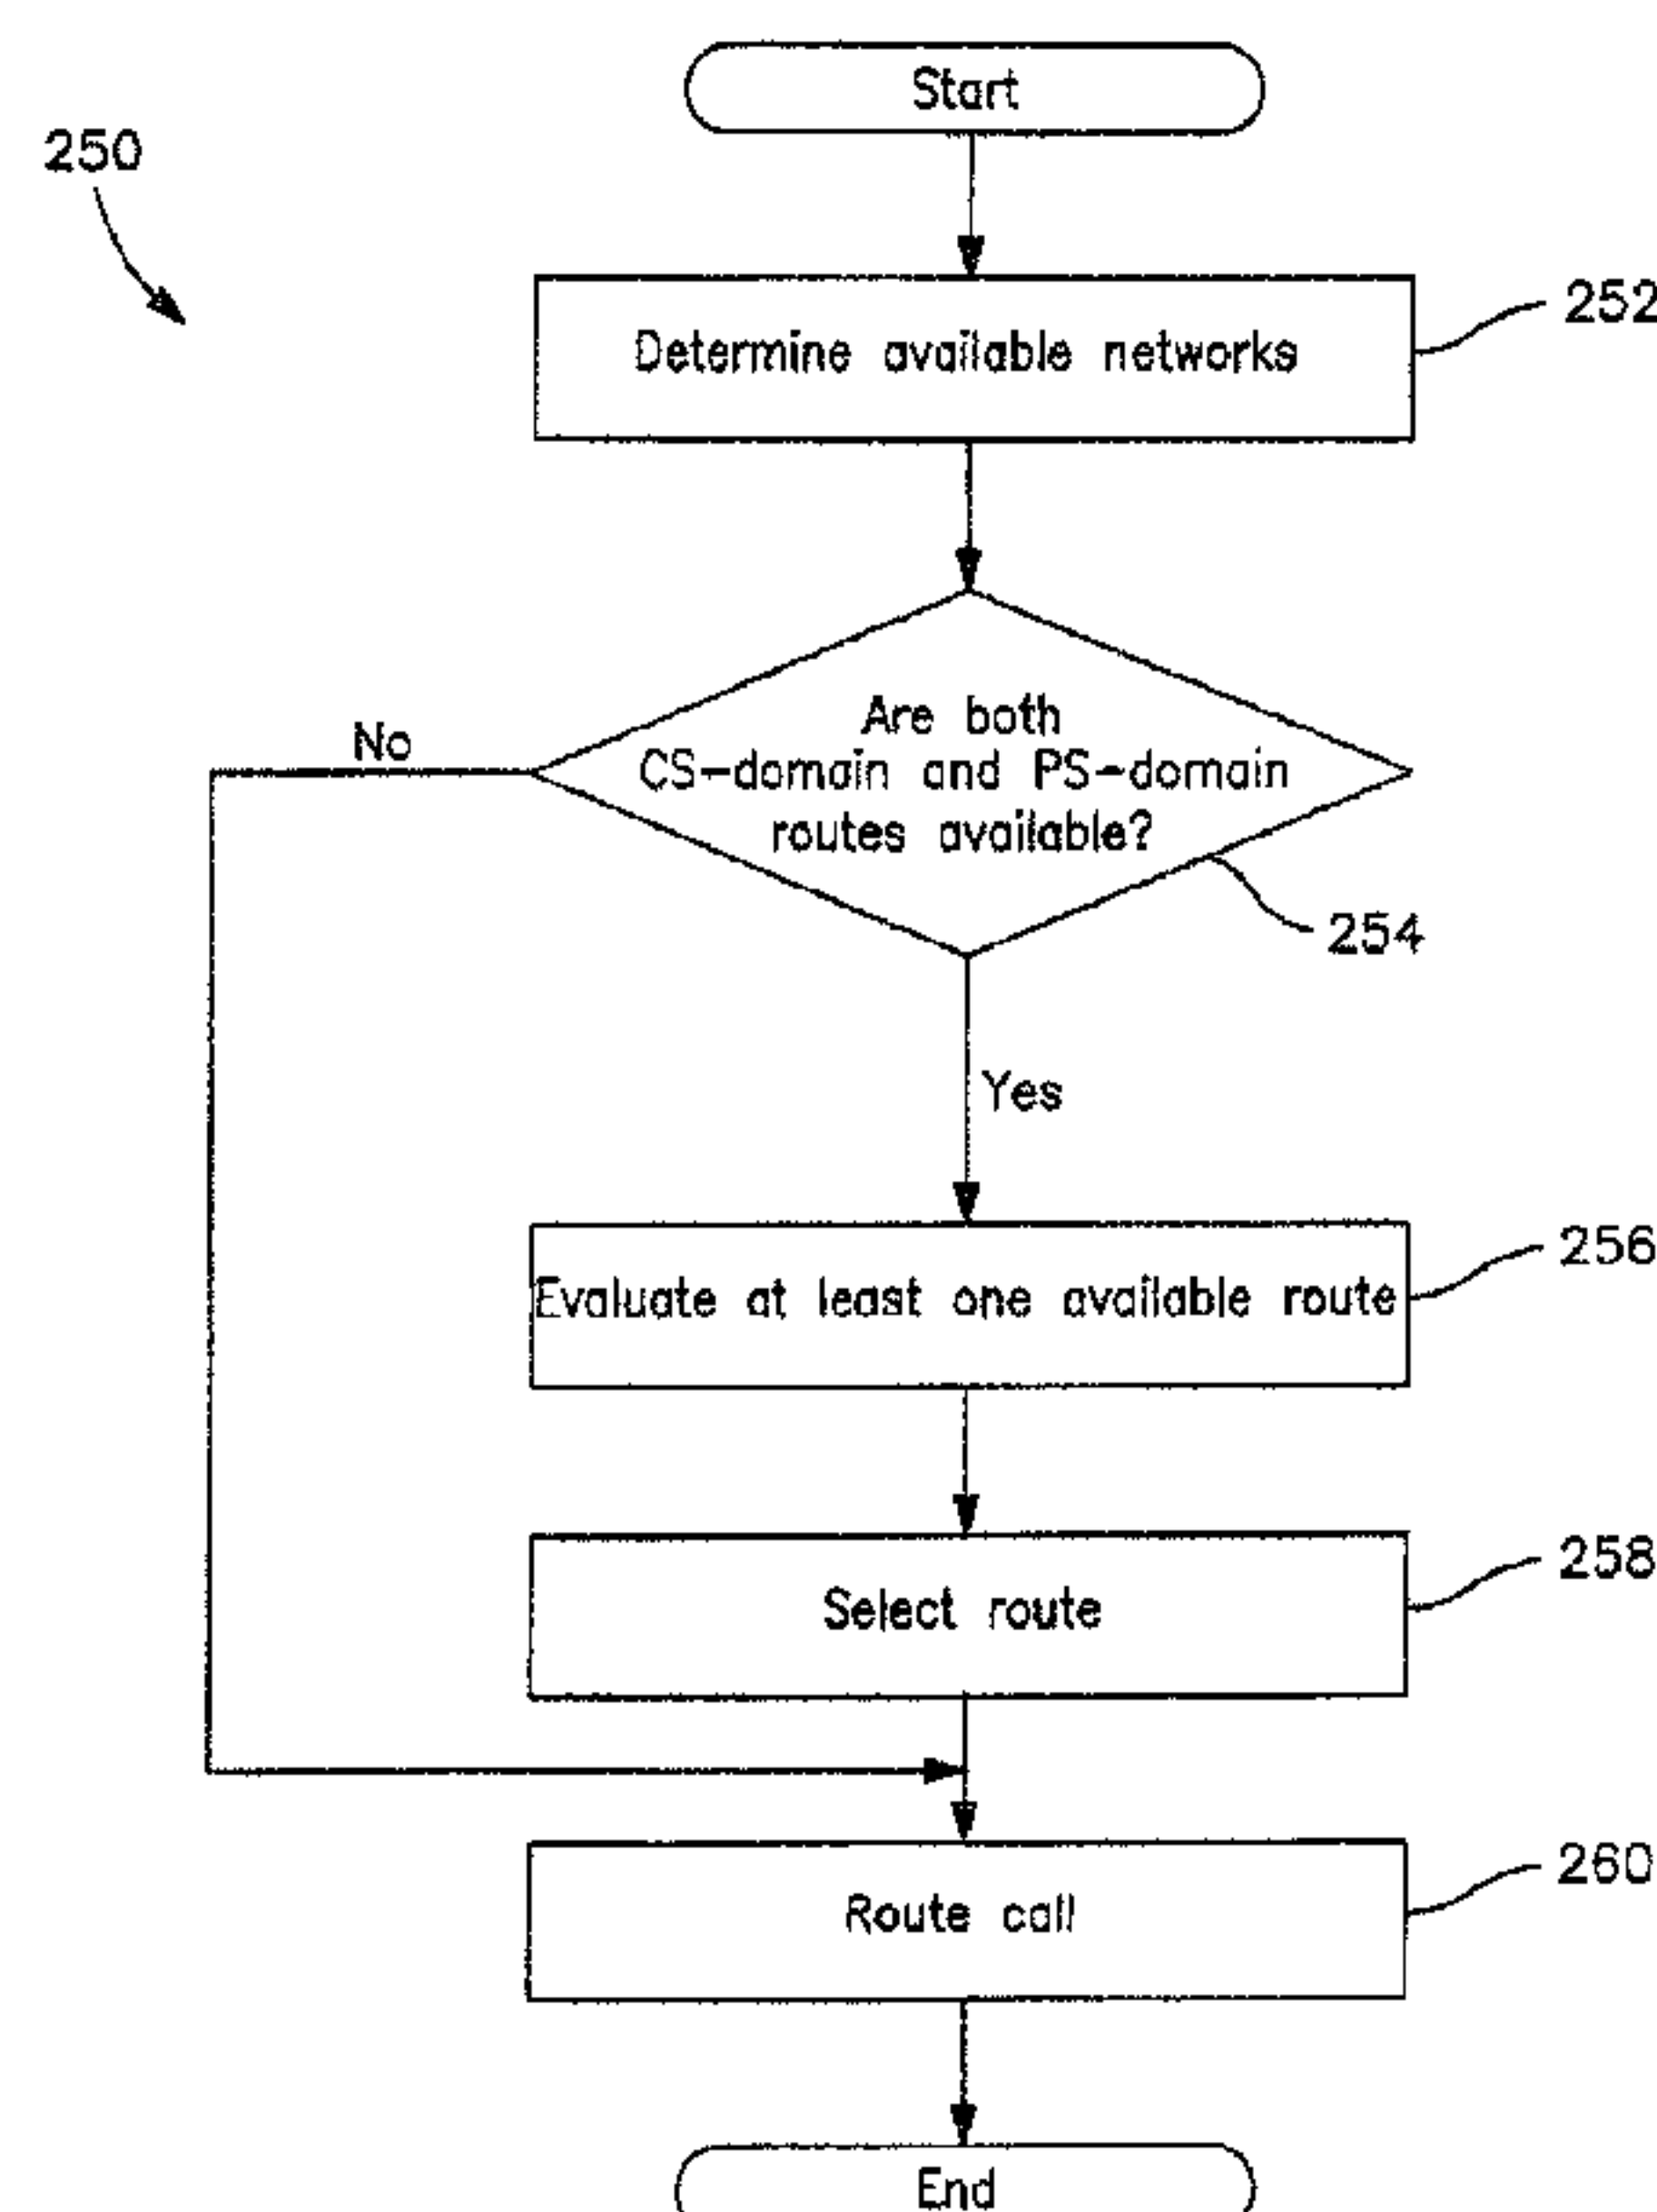 Start
250
Determine available networks
252
Are both
CS-domain and PS-domain
routes available?
No
254
Yes
Evaluate at least one available route
256
Select route
258
Route call
260
End